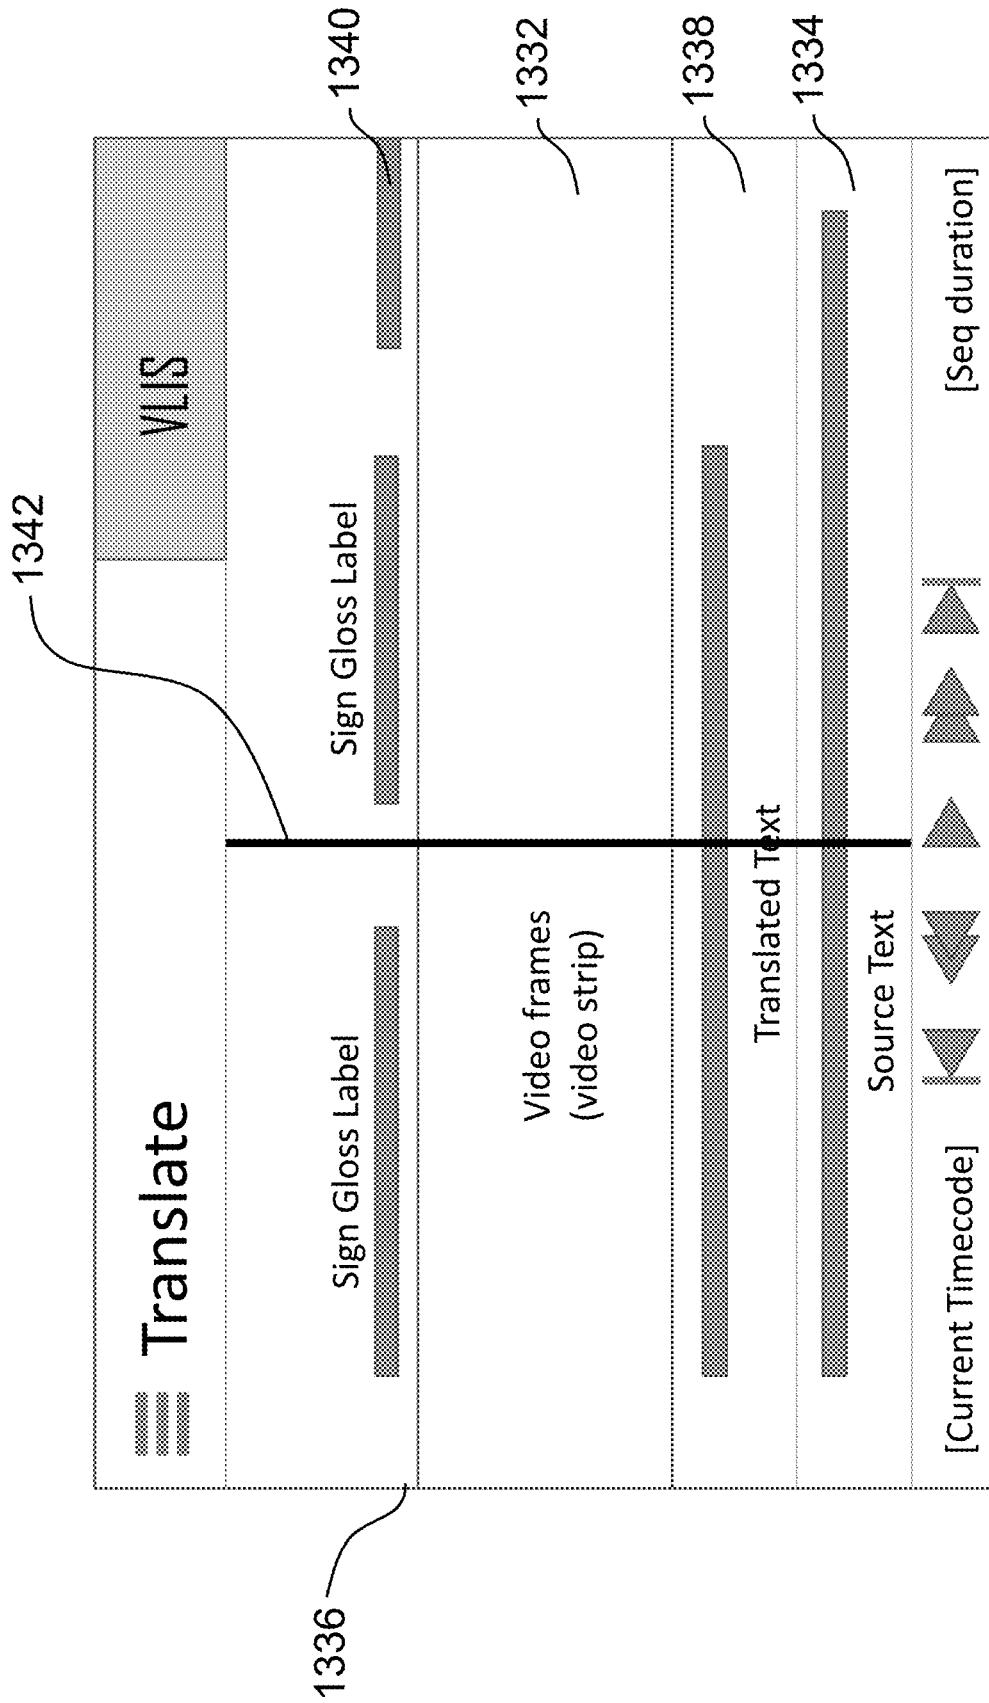 1342
Translate
VLIS
1336
Sign Gloss Label
Sign Gloss Label
1340
Video frames
(video strip)
1332
Translated Text
1338
Source Text
1334
[Current Timecode]
[Seq duration]